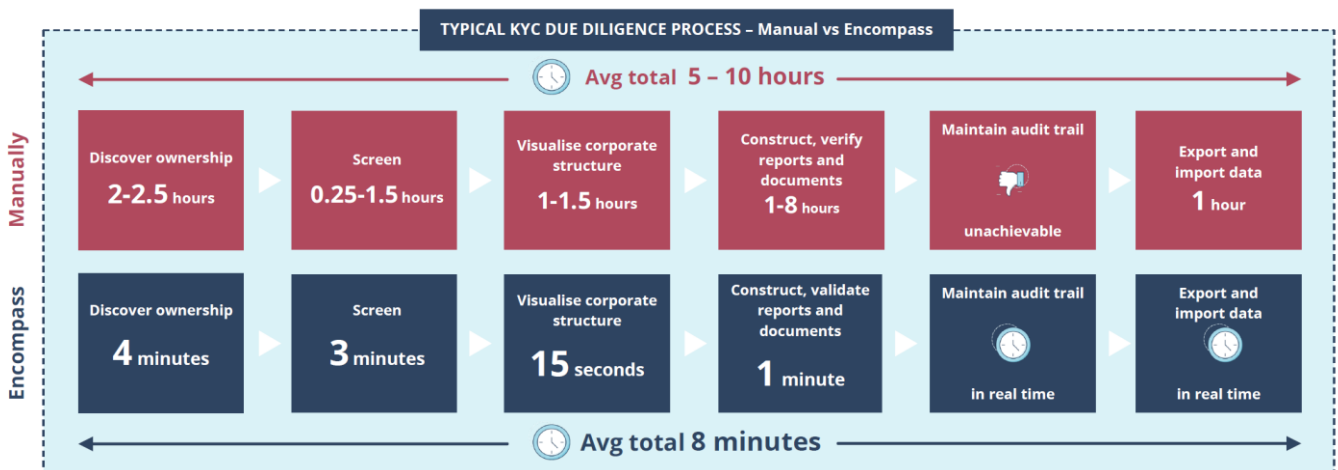 TYPICAL KYC DUE DILIGENCE PROCESS – Manual vs Encompass
Avg total 5 – 10 hours
Manually
Discover ownership
2-2.5 hours
Screen
0.25-1.5 hours
Visualise corporate
structure
1-1.5 hours
Construct, verify
reports and
documents
1-8 hours
Maintain audit trail
unachievable
Export and
import data
1 hour
Encompass
Discover ownership
4 minutes
Screen
3 minutes
Visualise corporate
structure
15 seconds
Construct, validate
reports and
documents
1 minute
Maintain audit trail
in real time
Export and
import data
in real time
Avg total 8 minutes